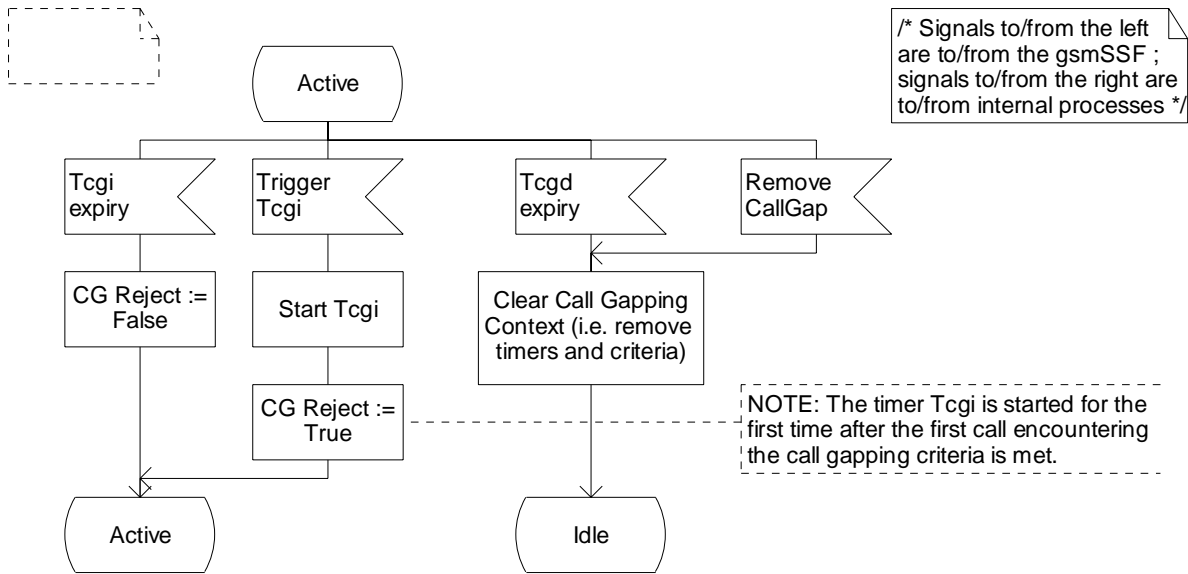 /* Signals to/from the left
are to/from the gsmSSF ;
signals to/from the right are
to/from internal processes */
Active
Tcgi
expiry
Trigger
Tcgi
Tcgd
expiry
Remove
CallGap
CG Reject :=
False
Start Tcgi
Clear Call Gapping
Context (i.e. remove
timers and criteria)
CG Reject :=
True
NOTE: The timer Tcgi is started for the
first time after the first call encountering
the call gapping criteria is met.
Active
Idle